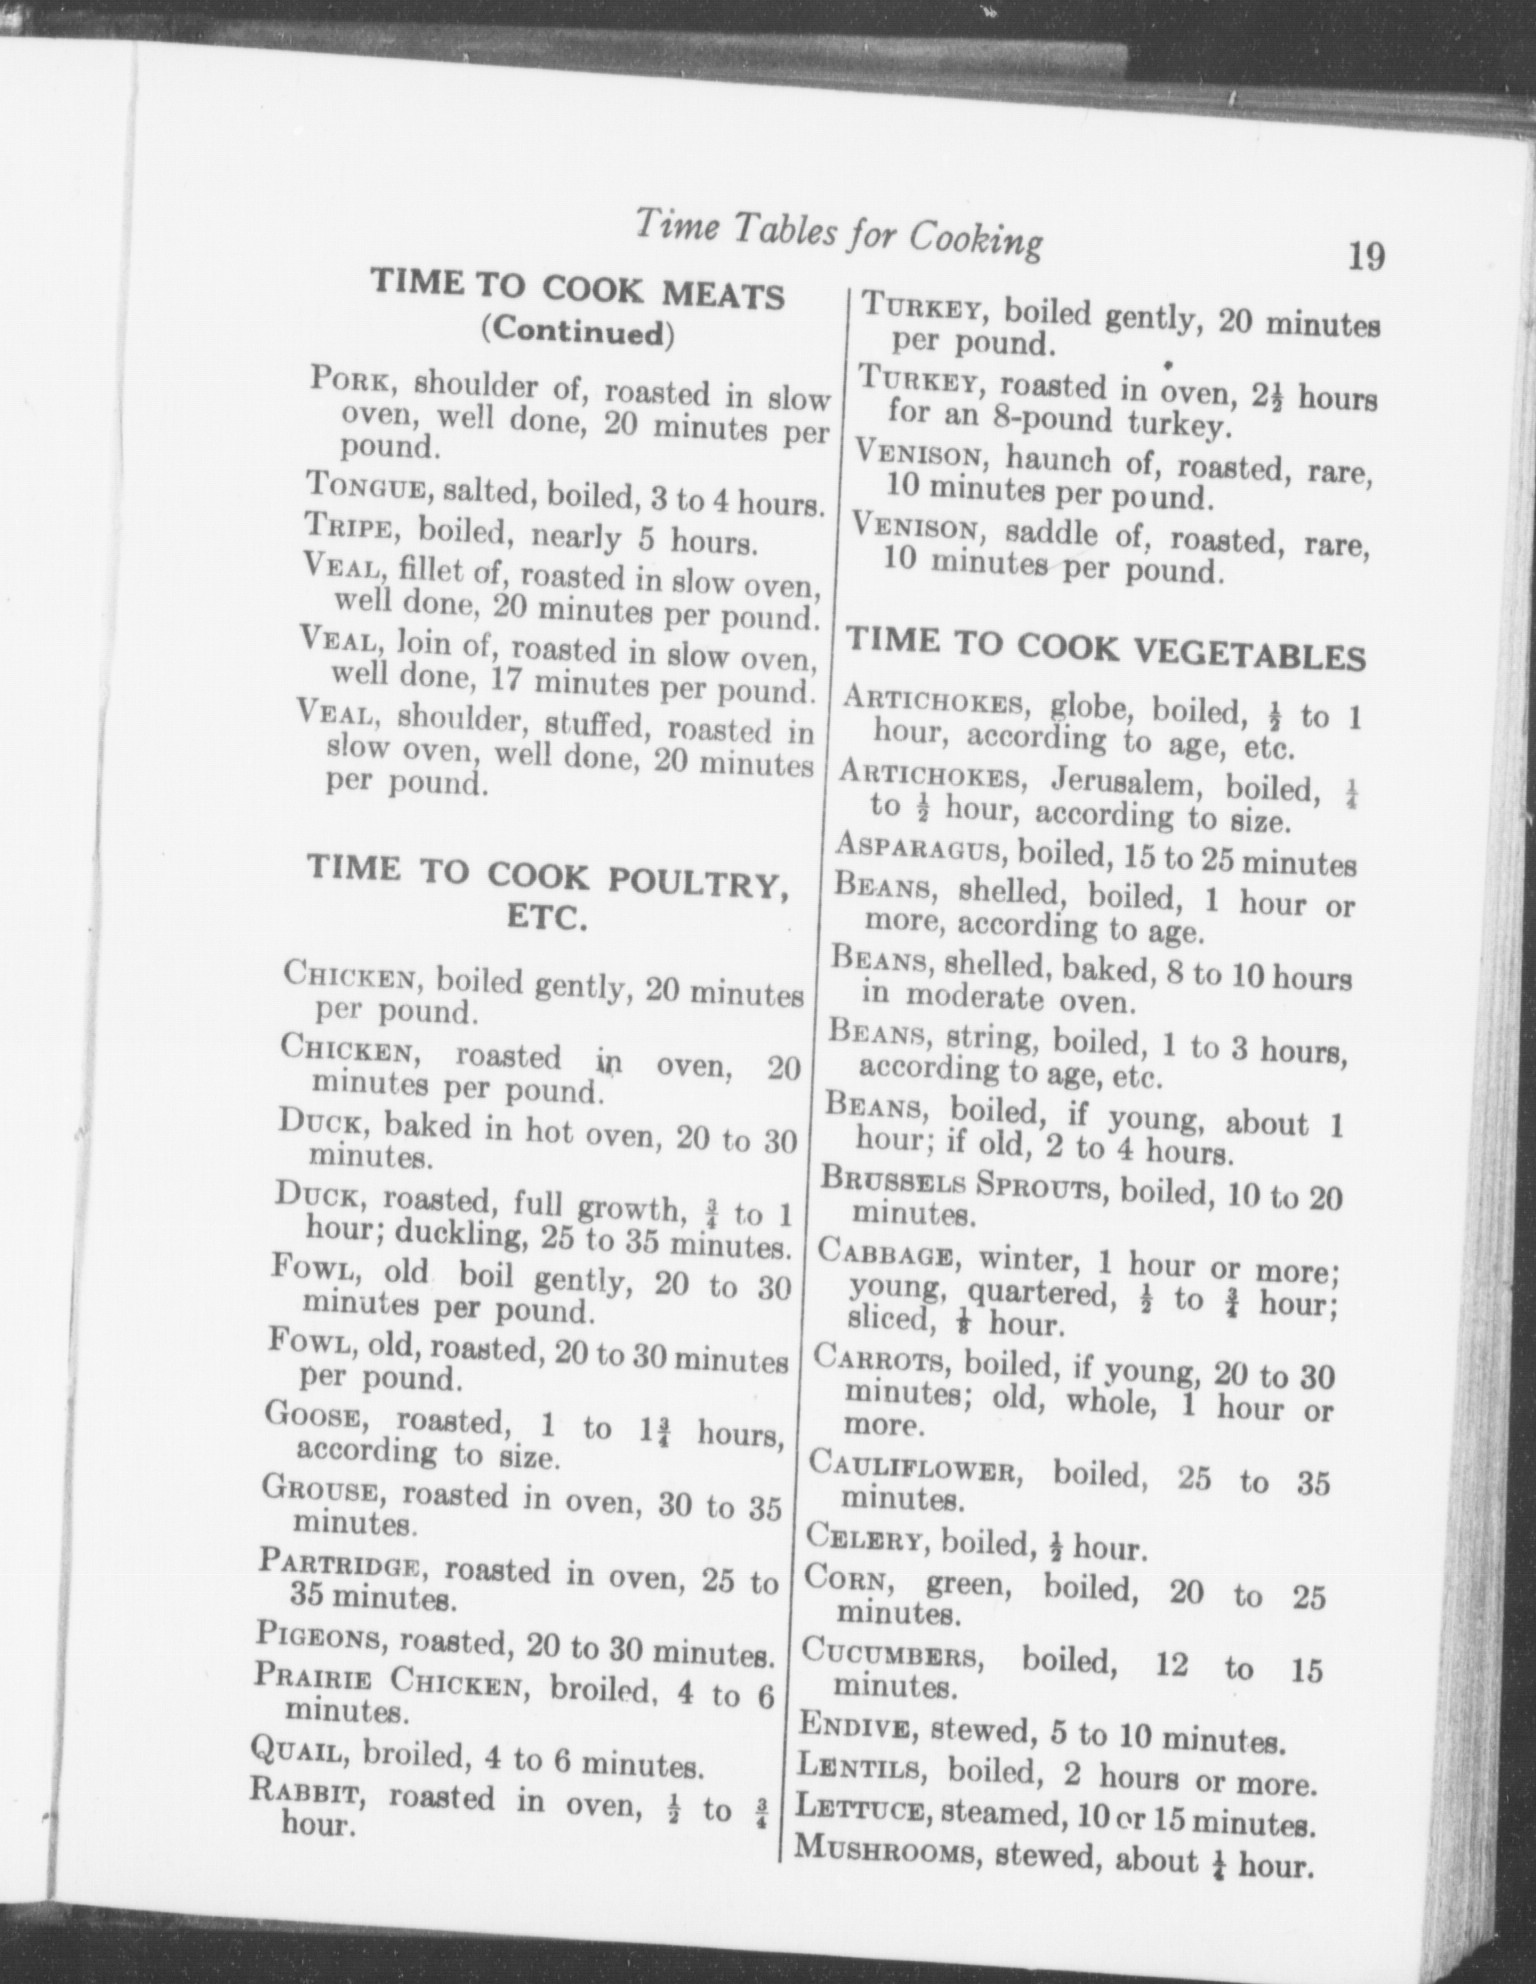 Time Tables for Cooking
19
TIME TO COOK MEATS
(Continued)
PORK, shoulder of, roasted in slow
oven, well done, 20 minutes per
pound.
TONGUE, salted, boiled, 3 to 4 hours.
TRIPE, boiled, nearly 5 hours.
VEAL, fillet of, roasted in slow oven,
well done, 20 minutes per pound.
VEAL, loin of, roasted in slow oven,
well done, 17 minutes per pound.
VEAL, shoulder, stuffed, roasted in
slow oven, well done, 20 minutes
per pound.
TIME TO COOK POULTRY,
ETC.
CHICKEN, boiled gently, 20 minutes
per pound.
CHICKEN, roasted in oven, 20
minutes per pound.
DUCK, baked in hot oven, 20 to 30
minutes.
DUCK, roasted, full growth, ¾ to 1
hour; duckling, 25 to 35 minutes.
FOWL, old boil gently, 20 to 30
minutes per pound.
FOWL, old, roasted, 20 to 30 minutes
per pound.
GOOSE, roasted, 1 to 1¾ hours,
according to size.
GROUSE, roasted in oven, 30 to 35
minutes.
PARTRIDGE, roasted in oven, 25 to
35 minutes.
PIGEONS, roasted, 20 to 30 minutes.
PRAIRIE CHICKEN, broiled, 4 to 6
minutes.
QUAIL, broiled, 4 to 6 minutes.
RABBIT, roasted in oven, ½ to ¾
hour.
TURKEY, boiled gently, 20 minutes
per pound.
TURKEY, roasted in oven, 2½ hours
for an 8-pound turkey.
VENISON, haunch of, roasted, rare,
10 minutes per pound.
VENISON, saddle of, roasted, rare,
10 minutes per pound.
TIME TO COOK VEGETABLES
ARTICHOKES, globe, boiled, ½ to 1
hour, according to age, etc.
ARTICHOKES, Jerusalem, boiled, ¼
to ½ hour, according to size.
ASPARAGUS, boiled, 15 to 25 minutes
BEANS, shelled, boiled, 1 hour or
more, according to age.
BEANS, shelled, baked, 8 to 10 hours
in moderate oven.
BEANS, string, boiled, 1 to 3 hours,
according to age, etc.
BEANS, boiled, if young, about 1
hour; if old, 2 to 4 hours.
BRUSSELS SPROUTS, boiled, 10 to 20
minutes.
CABBAGE, winter, 1 hour or more;
young, quartered, ½ to ¾ hour;
sliced, ⅛ hour.
CARROTS, boiled, if young, 20 to 30
minutes; old, whole, 1 hour or
more.
CAULIFLOWER, boiled, 25 to 35
minutes.
CELERY, boiled, ½ hour.
CORN, green, boiled, 20 to 25
minutes.
CUCUMBERS, boiled, 12 to 15
minutes.
ENDIVE, stewed, 5 to 10 minutes.
LENTILS, boiled, 2 hours or more.
LETTUCE, steamed, 10 or 15 minutes.
MUSHROOMS, stewed, about ¼ hour.